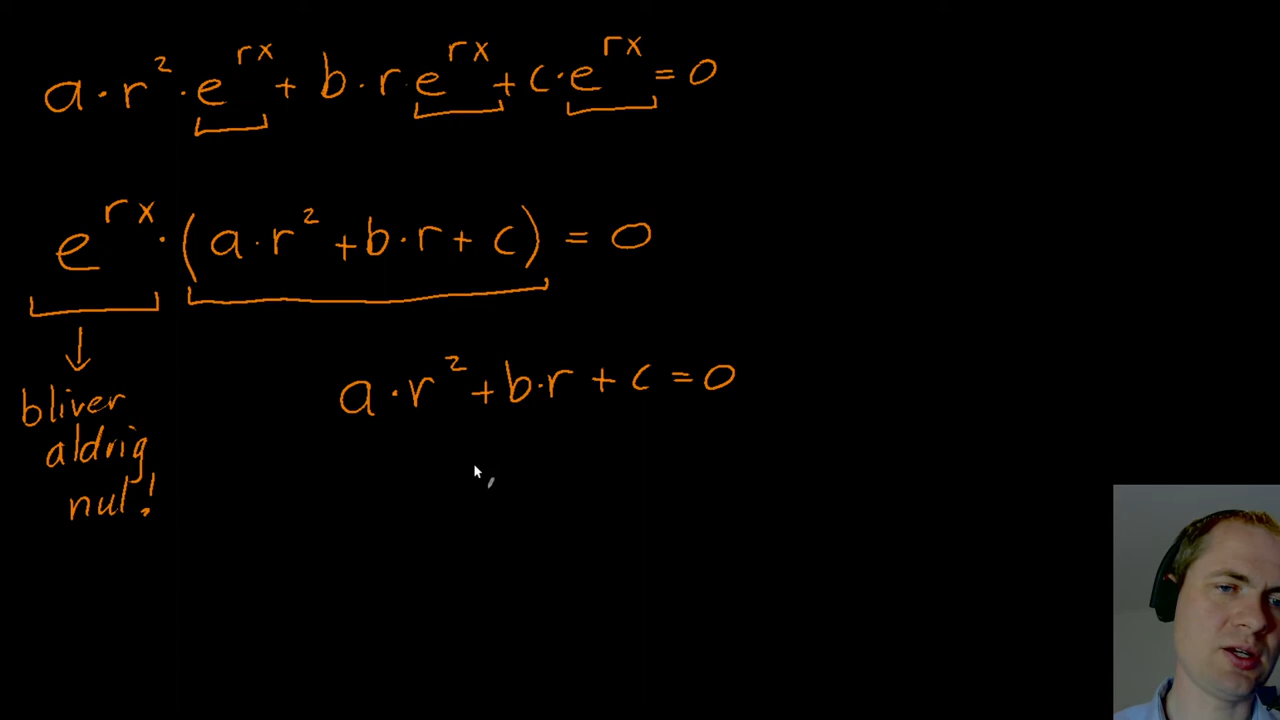 a·r²·e^{rx} + b·r·e^{rx} + c·e^{rx} = 0
e^{rx}·(a·r² + b·r + c) = 0
a·r² + b·r + c = 0
bliver
aldrig
nul!